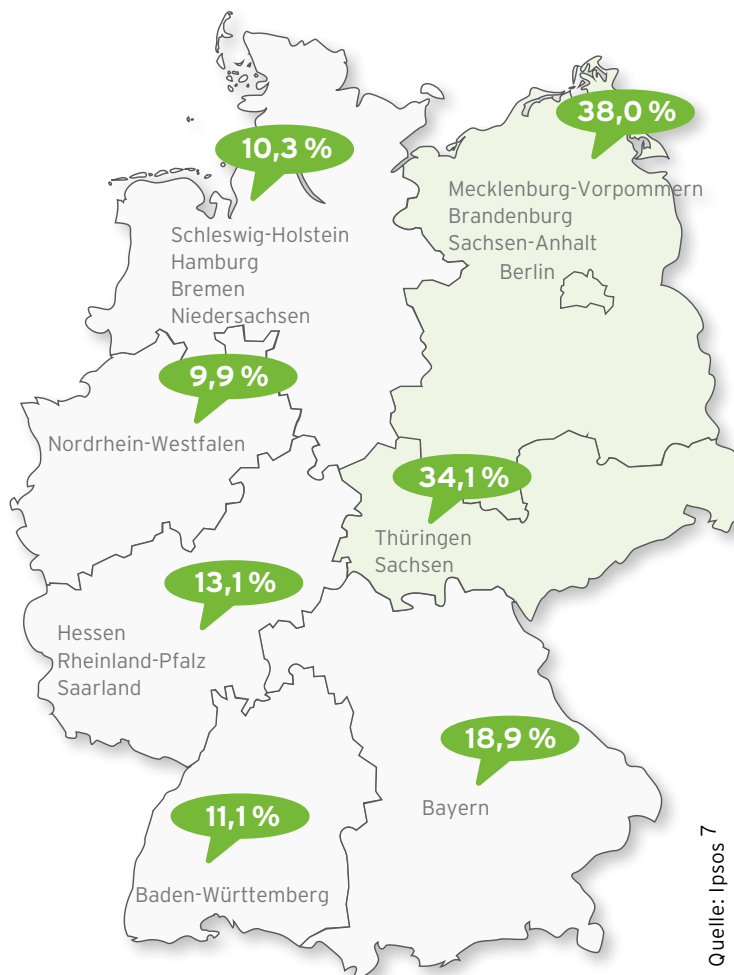 38,0 %
10,3 %
Mecklenburg-Vorpommern
Brandenburg
Sachsen-Anhalt
Berlin
Schleswig-Holstein
Hamburg
Bremen
Niedersachsen
9,9 %
Nordrhein-Westfalen
34,1 %
Thüringen
Sachsen
13,1 %
Hessen
Rheinland-Pfalz
Saarland
18,9 %
Bayern
11,1 %
Baden-Württemberg
Quelle: Ipsos 7